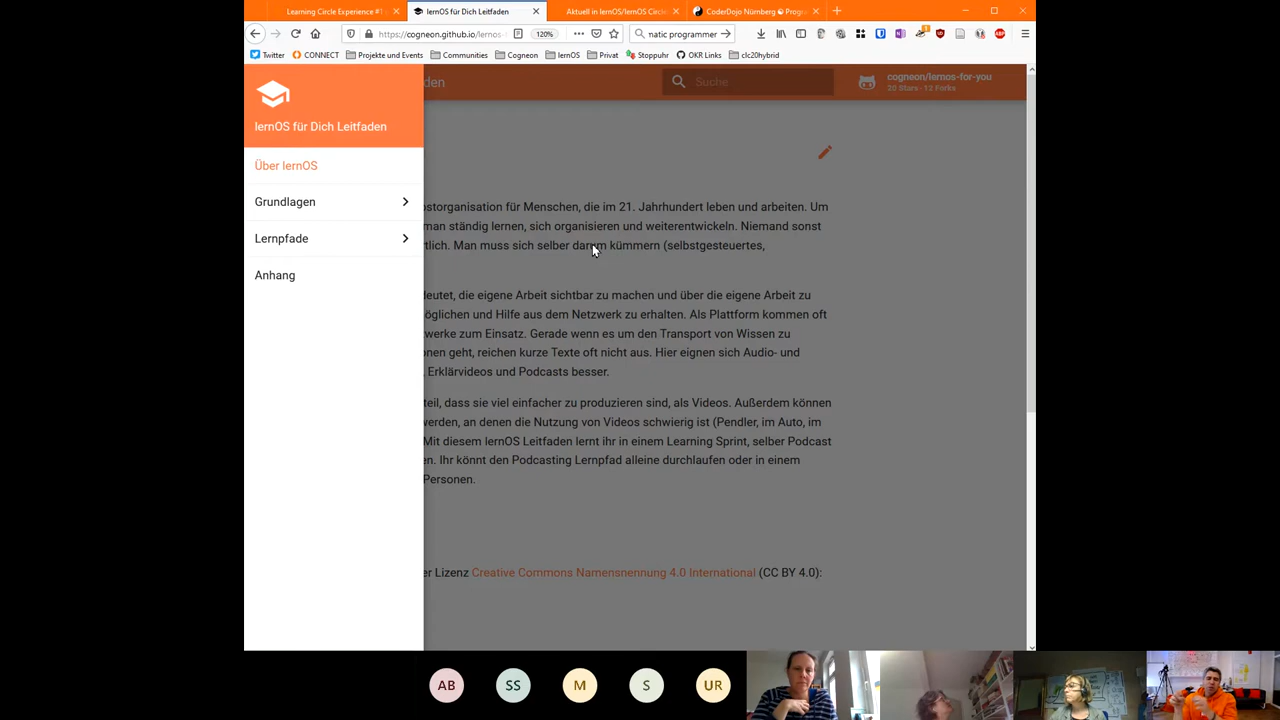 Learning Circle Experience #1
lernOS für Dich Leitfaden
Aktuell in lernOS/lernOS Circle
CoderDojo Nürnberg
https://cogneon.github.io/lernos-
120%
matic programmer
Twitter
CONNECT
Projekte und Events
Communities
Cogneon
lernOS
Privat
Stoppuhr
OKR Links
clc20hybrid
den
Suche
cogneon/lernos-for-you
20 Stars · 12 Forks
lernOS für Dich Leitfaden
Über lernOS
Grundlagen
Lernpfade
Anhang
ostorganisation für Menschen, die im 21. Jahrhundert leben und arbeiten. Um
man ständig lernen, sich organisieren und weiterentwickeln. Niemand sonst
tlich. Man muss sich selber darum kümmern (selbstgesteuertes,
deutet, die eigene Arbeit sichtbar zu machen und über die eigene Arbeit zu
öglichen und Hilfe aus dem Netzwerk zu erhalten. Als Plattform kommen oft
werke zum Einsatz. Gerade wenn es um den Transport von Wissen zu
onen geht, reichen kurze Texte oft nicht aus. Hier eignen sich Audio- und
Erklärvideos und Podcasts besser.
teil, dass sie viel einfacher zu produzieren sind, als Videos. Außerdem können
werden, an denen die Nutzung von Videos schwierig ist (Pendler, im Auto, im
Mit diesem lernOS Leitfaden lernt ihr in einem Learning Sprint, selber Podcast
en. Ihr könnt den Podcasting Lernpfad alleine durchlaufen oder in einem
Personen.
er Lizenz Creative Commons Namensnennung 4.0 International (CC BY 4.0):
AB
SS
M
S
UR